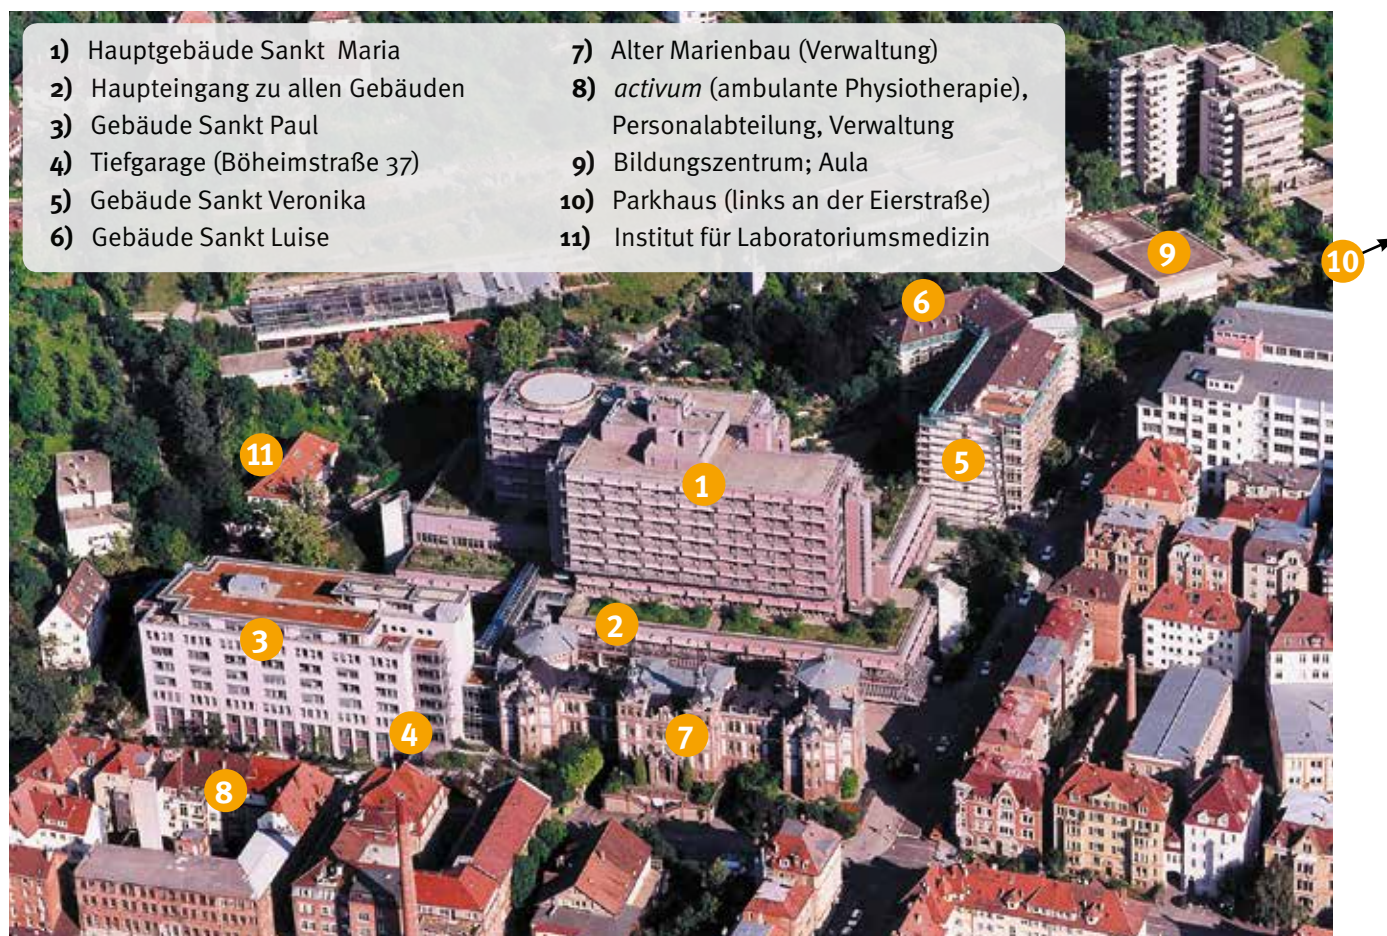 1) Hauptgebäude Sankt Maria
2) Haupteingang zu allen Gebäuden
3) Gebäude Sankt Paul
4) Tiefgarage (Böheimstraße 37)
5) Gebäude Sankt Veronika
6) Gebäude Sankt Luise
7) Alter Marienbau (Verwaltung)
8) activum (ambulante Physiotherapie),
Personalabteilung, Verwaltung
9) Bildungszentrum; Aula
10) Parkhaus (links an der Eierstraße)
11) Institut für Laboratoriumsmedizin
9
10
6
11
5
1
2
3
4
7
8